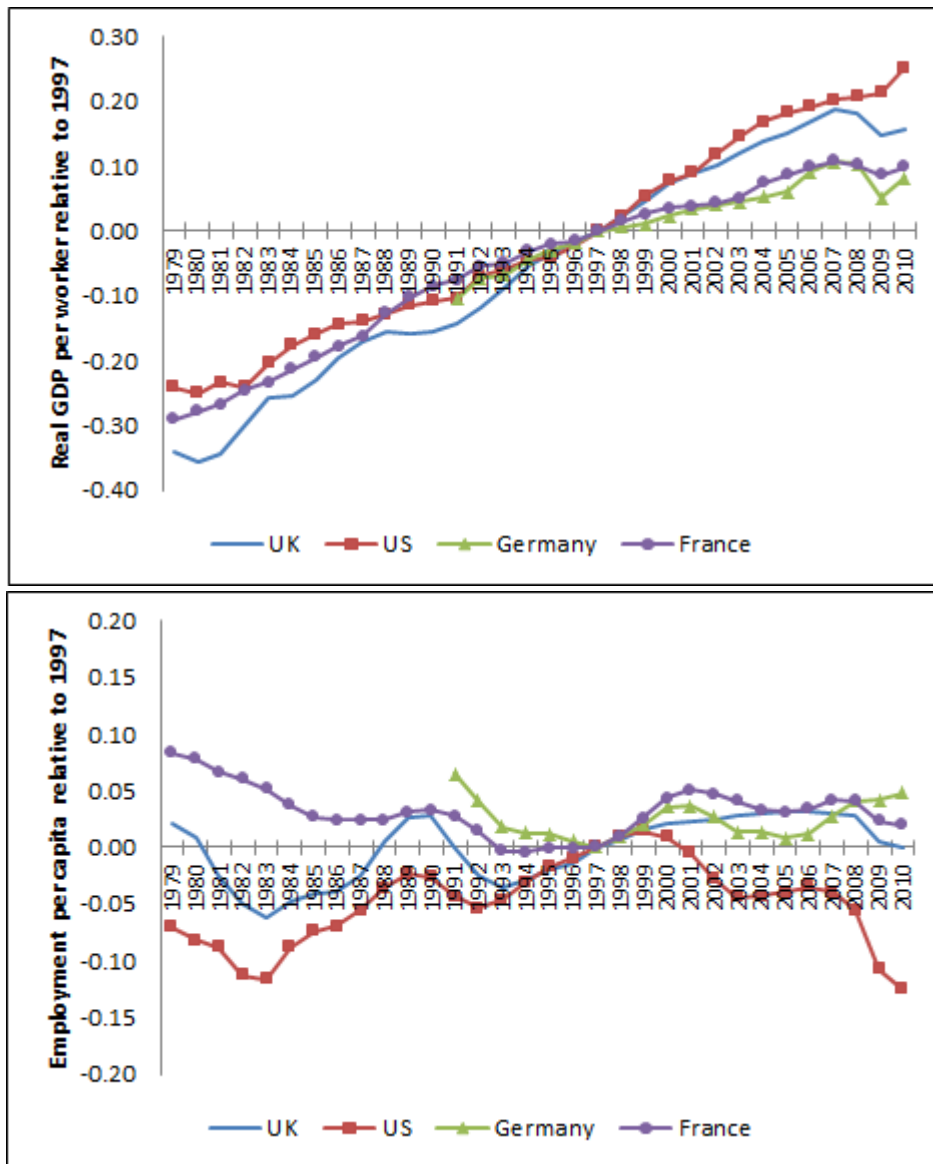 Real GDP per worker relative to 1997
0.30
0.20
0.10
0.00
-0.10
-0.20
-0.30
-0.40
1979 1980 1981 1982 1983 1984 1985 1986 1987 1988 1989 1990 1991 1992 1993 1994 1995 1996 1997 1998 1999 2000 2001 2002 2003 2004 2005 2006 2007 2008 2009 2010
UK US Germany France
Employment per capita relative to 1997
0.20
0.15
0.10
0.05
0.00
-0.05
-0.10
-0.15
-0.20
1979 1980 1981 1982 1983 1984 1985 1986 1987 1988 1989 1990 1991 1992 1993 1994 1995 1996 1997 1998 1999 2000 2001 2002 2003 2004 2005 2006 2007 2008 2009 2010
UK US Germany France